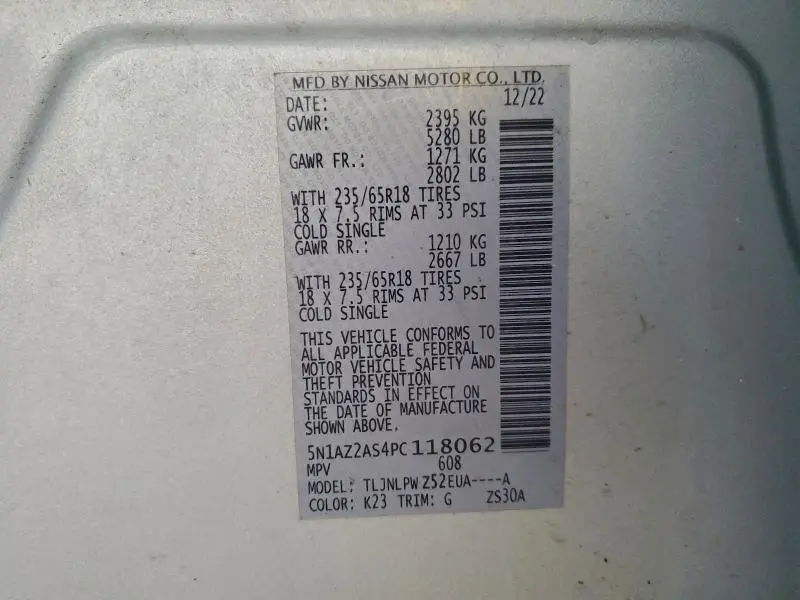 MFD BY NISSAN MOTOR CO., LTD.
DATE: 12/22
GVWR: 2395 KG
5280 LB
GAWR FR.: 1271 KG
2802 LB
WITH 235/65R18 TIRES
18 X 7.5 RIMS AT 33 PSI
COLD SINGLE
GAWR RR.: 1210 KG
2667 LB
WITH 235/65R18 TIRES
18 X 7.5 RIMS AT 33 PSI
COLD SINGLE
THIS VEHICLE CONFORMS TO
ALL APPLICABLE FEDERAL
MOTOR VEHICLE SAFETY AND
THEFT PREVENTION
STANDARDS IN EFFECT ON
THE DATE OF MANUFACTURE
SHOWN ABOVE.
5N1AZ2AS4PC118062
MPV 608
MODEL: TLJNLPW Z52EUA----A
COLOR: K23 TRIM: G ZS30A